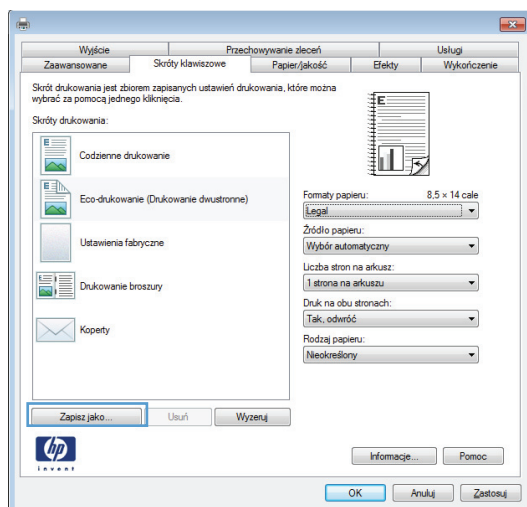 Wyjście
Przechowywanie zleceń
Usługi
Zaawansowane
Skróty klawiszowe
Papier/jakość
Efekty
Wykończenie
Skrót drukowania jest zbiorem zapisanych ustawień drukowania, które można
wybrać za pomocą jednego kliknięcia.
Skróty drukowania:
E
Codzienne drukowanie
E
Eco-drukowanie (Drukowanie dwustronne)
Ustawienia fabryczne
E
Drukowanie broszury
Koperty
Zapisz jako...
Usuń
Wyzeruj
E
Formaty papieru:
8,5 × 14 cale
Legal
Źródło papieru:
Wybór automatyczny
Liczba stron na arkusz:
1 strona na arkuszu
Druk na obu stronach:
Tak, odwróć
Rodzaj papieru:
Nieokreślony
hp
invent
Informacje...
Pomoc
OK
Anuluj
Zastosuj